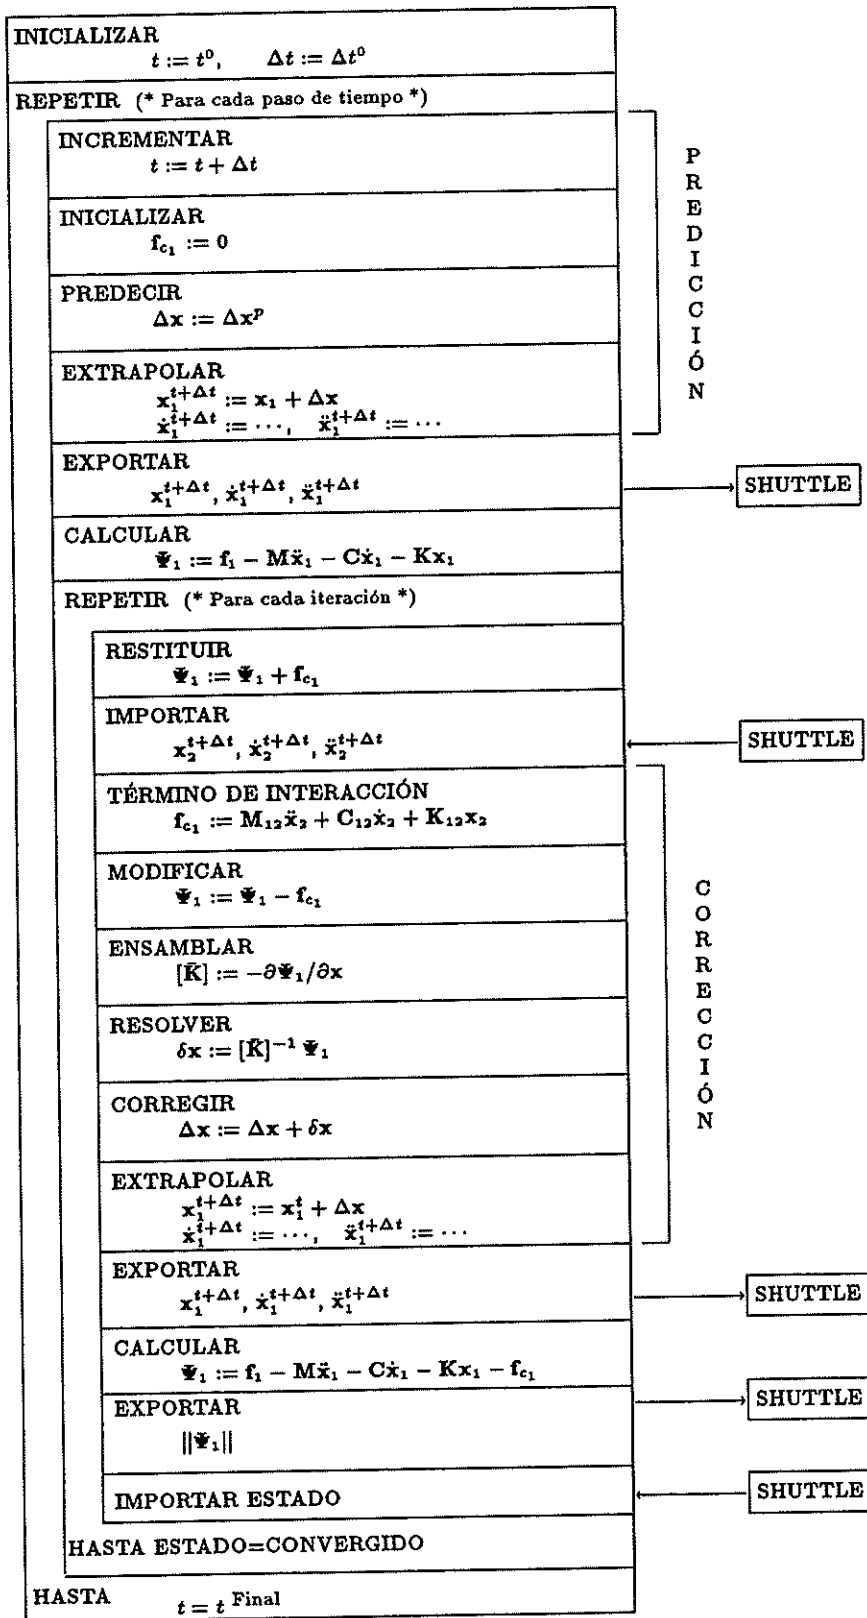 INICIALIZAR
t := t⁰, Δt := Δt⁰
REPETIR (* Para cada paso de tiempo *)
INCREMENTAR
t := t + Δt
INICIALIZAR
f_c₁ := 0
PREDECIR
Δx := Δx^p
EXTRAPOLAR
x₁^{t+Δt} := x₁ + Δx
ẋ₁^{t+Δt} := ⋯, ẍ₁^{t+Δt} := ⋯
PREDICCIÓN
EXPORTAR
x₁^{t+Δt}, ẋ₁^{t+Δt}, ẍ₁^{t+Δt}
SHUTTLE
CALCULAR
Ψ₁ := f₁ − Mẍ₁ − Cẋ₁ − Kx₁
REPETIR (* Para cada iteración *)
RESTITUIR
Ψ₁ := Ψ₁ + f_c₁
IMPORTAR
x₂^{t+Δt}, ẋ₂^{t+Δt}, ẍ₂^{t+Δt}
SHUTTLE
TÉRMINO DE INTERACCIÓN
f_c₁ := M₁₂ẍ₂ + C₁₂ẋ₂ + K₁₂x₂
MODIFICAR
Ψ₁ := Ψ₁ − f_c₁
ENSAMBLAR
[K̄] := −∂Ψ₁/∂x
RESOLVER
δx := [K̄]⁻¹ Ψ₁
CORREGIR
Δx := Δx + δx
EXTRAPOLAR
x₁^{t+Δt} := x₁^t + Δx
ẋ₁^{t+Δt} := ⋯, ẍ₁^{t+Δt} := ⋯
CORRECCIÓN
EXPORTAR
x₁^{t+Δt}, ẋ₁^{t+Δt}, ẍ₁^{t+Δt}
SHUTTLE
CALCULAR
Ψ₁ := f₁ − Mẍ₁ − Cẋ₁ − Kx₁ − f_c₁
EXPORTAR
||Ψ₁||
SHUTTLE
IMPORTAR ESTADO
SHUTTLE
HASTA ESTADO=CONVERGIDO
HASTA t = t^Final